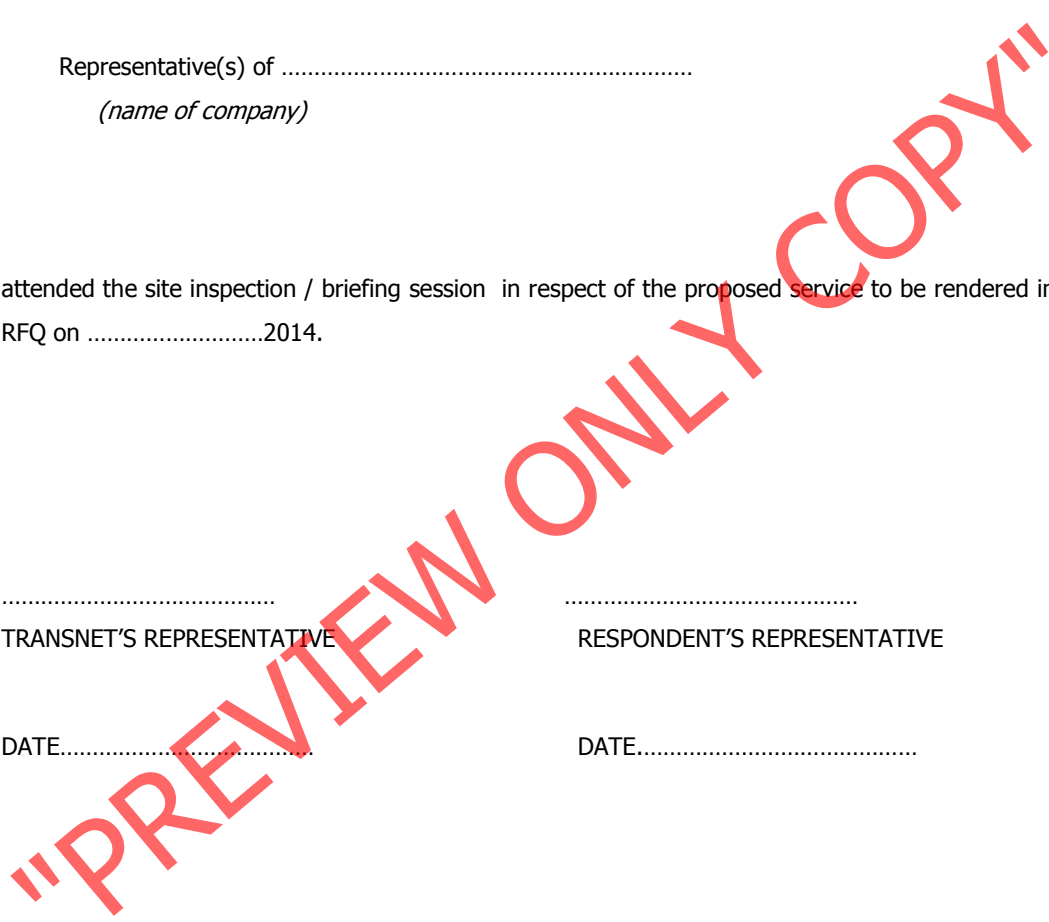 Representative(s) of ………………………………………………………
(name of company)
attended the site inspection / briefing session in respect of the proposed service to be rendered in
RFQ on ………………………2014.
…………………………………… ………………………………………
TRANSNET'S REPRESENTATIVE RESPONDENT'S REPRESENTATIVE
DATE………………………………… DATE.……………………………………
"PREVIEW ONLY COPY"